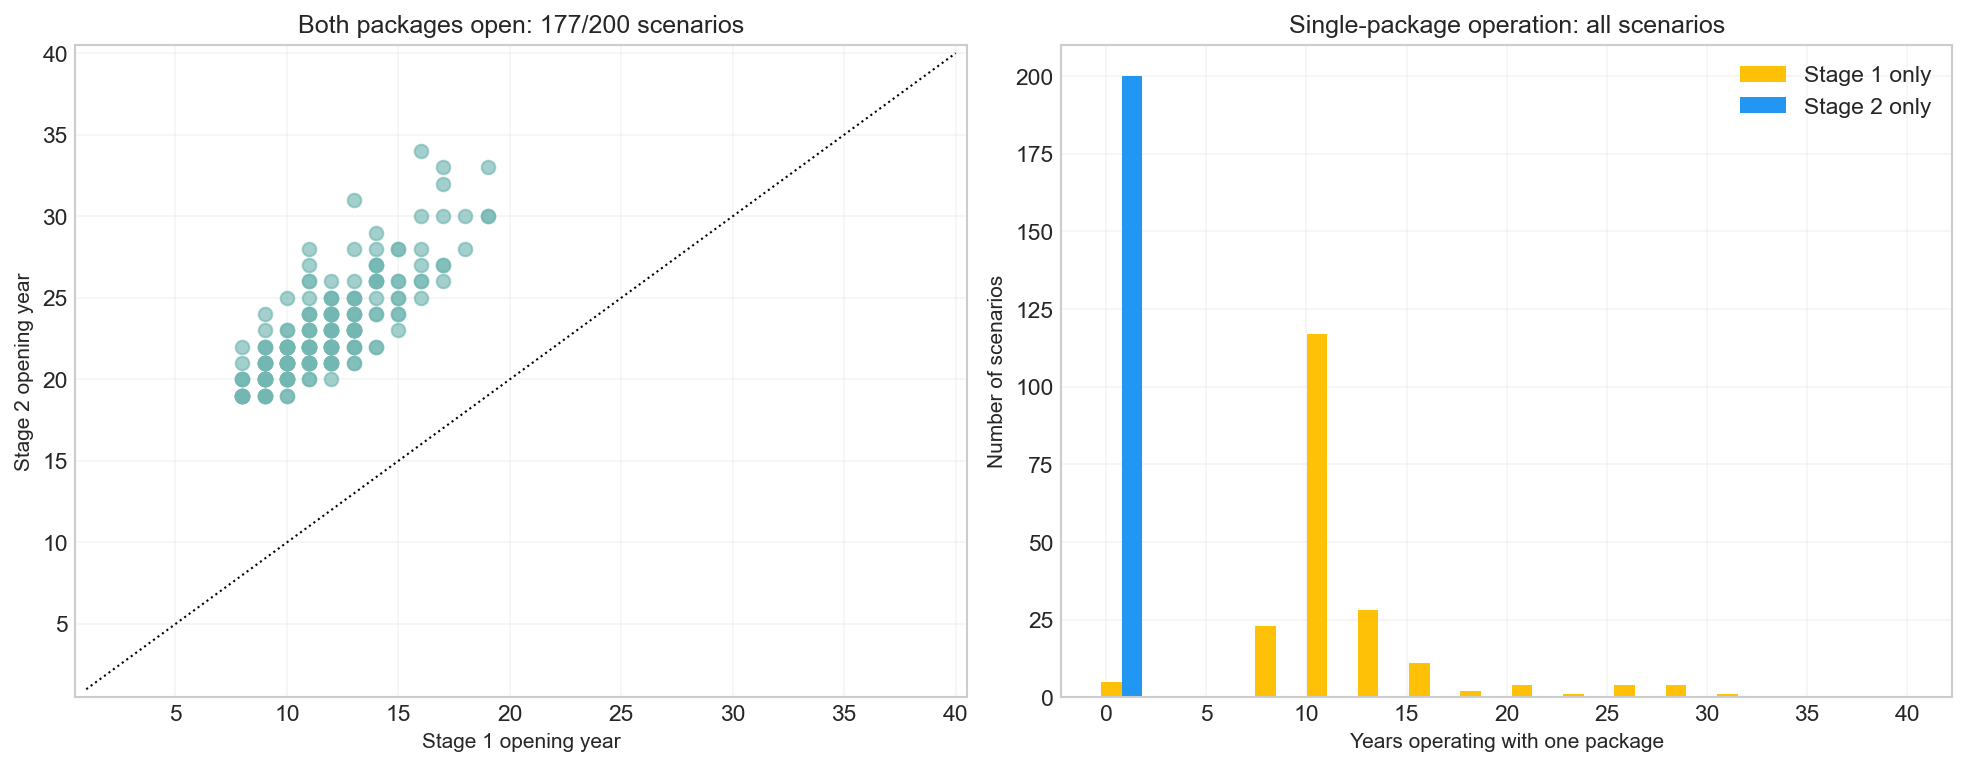 Both packages open: 177/200 scenarios
40
35
30
25
20
15
10
5
Stage 2 opening year
5 10 15 20 25 30 35 40
Stage 1 opening year
Single-package operation: all scenarios
Stage 1 only
Stage 2 only
200
175
150
125
100
75
50
25
0
Number of scenarios
0 5 10 15 20 25 30 35 40
Years operating with one package